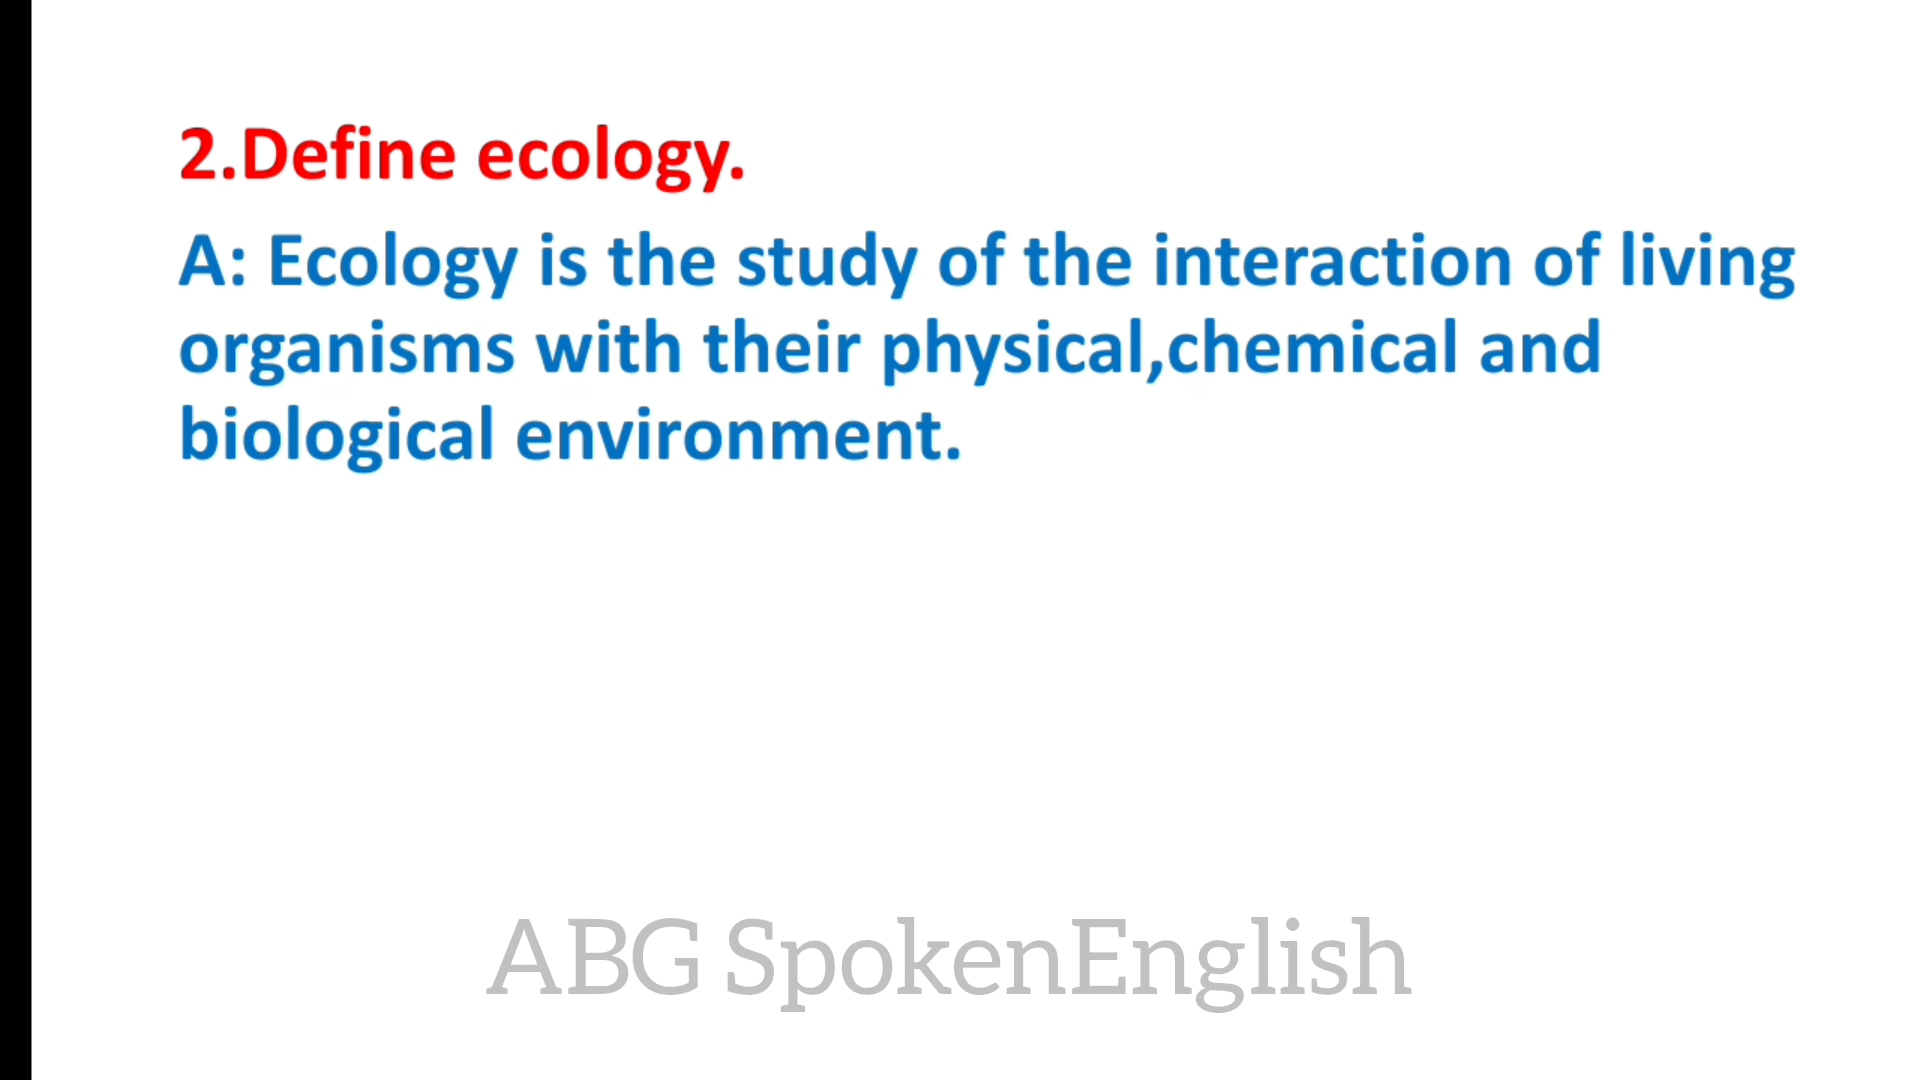 2.Define ecology.
A: Ecology is the study of the interaction of living
organisms with their physical,chemical and
biological environment.
ABG SpokenEnglish